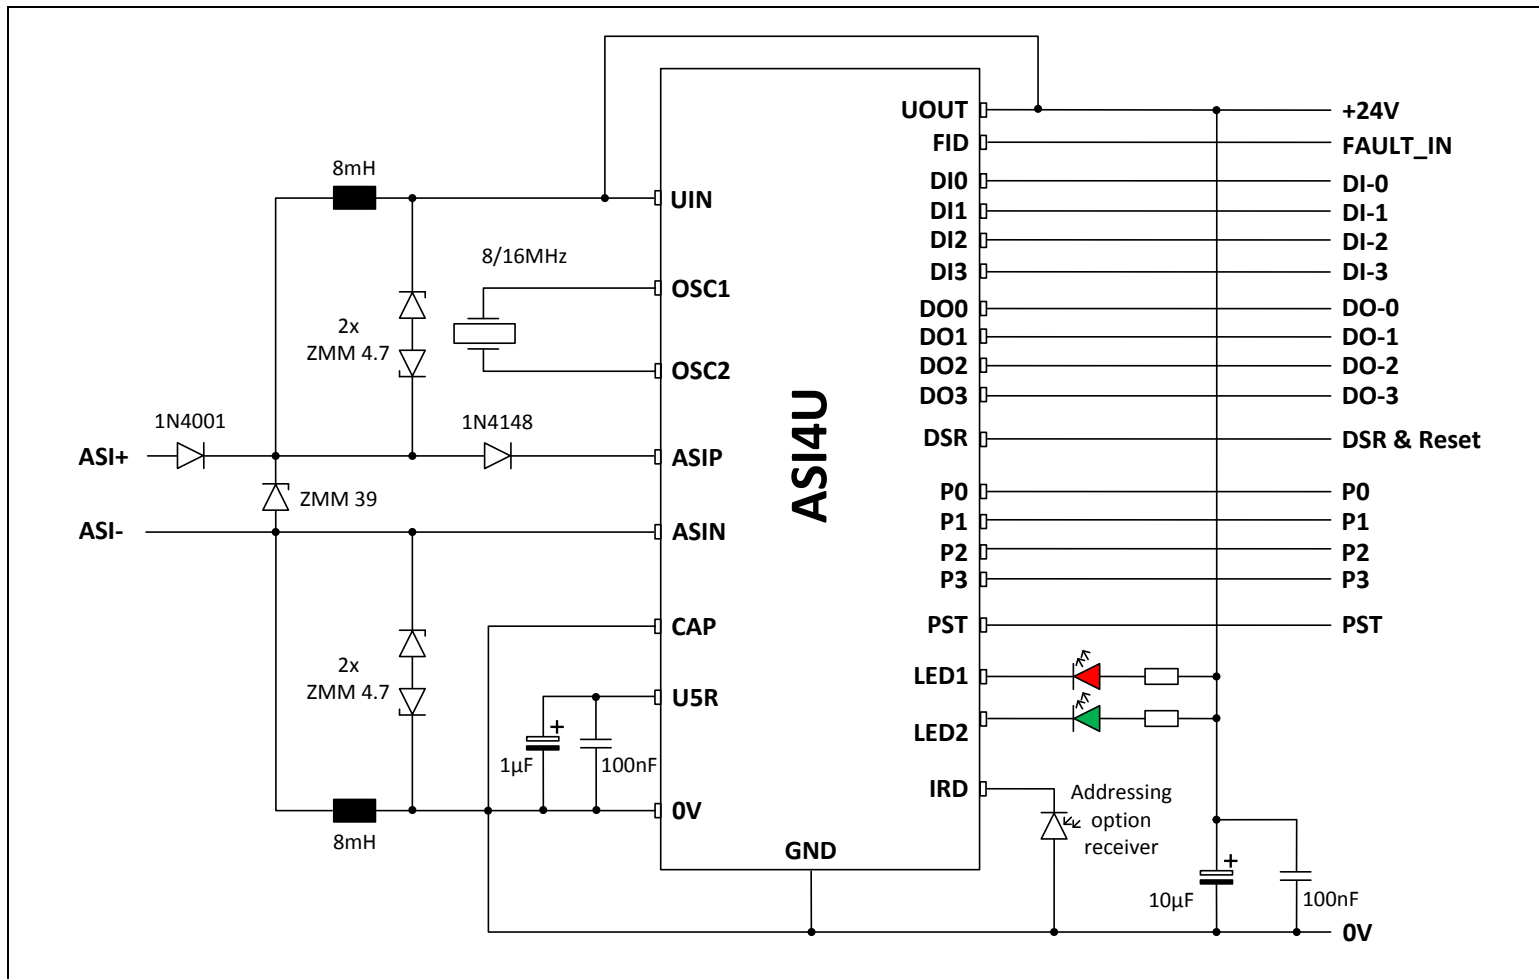 8mH
UIN
8/16MHz
OSC1
2x
ZMM 4.7
OSC2
1N4001
1N4148
ASI+
ASIP
ZMM 39
ASI-
ASIN
CAP
2x
ZMM 4.7
U5R
+
1µF
100nF
0V
8mH
GND
ASI4U
UOUT
+24V
FID
FAULT_IN
DI0
DI-0
DI1
DI-1
DI2
DI-2
DI3
DI-3
DO0
DO-0
DO1
DO-1
DO2
DO-2
DO3
DO-3
DSR
DSR & Reset
P0
P0
P1
P1
P2
P2
P3
P3
PST
PST
LED1
LED2
IRD
Addressing
option
receiver
+
10µF
100nF
0V